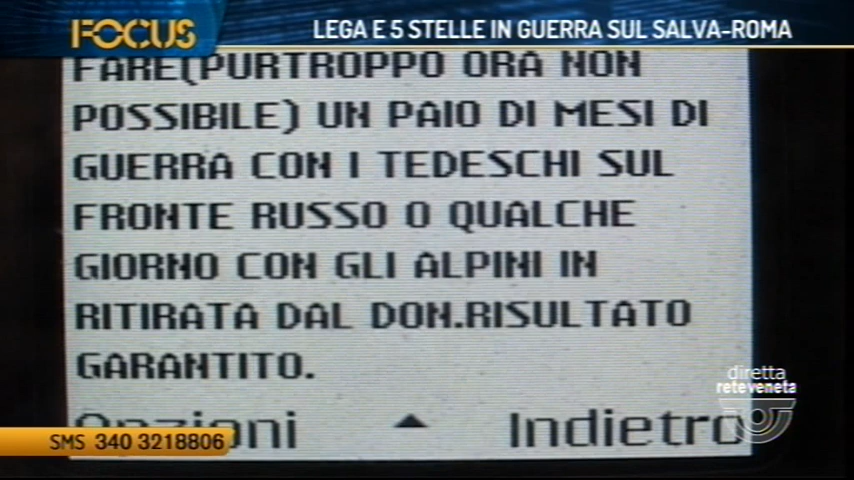 FOCUS
LEGA E 5 STELLE IN GUERRA SUL SALVA-ROMA
FARE(PURTROPPO ORA NON
POSSIBILE) UN PAIO DI MESI DI
GUERRA CON I TEDESCHI SUL
FRONTE RUSSO O QUALCHE
GIORNO CON GLI ALPINI IN
RITIRATA DAL DON.RISULTATO
GARANTITO.
Opzioni Indietro
diretta
reteveneta
SMS 340 3218806